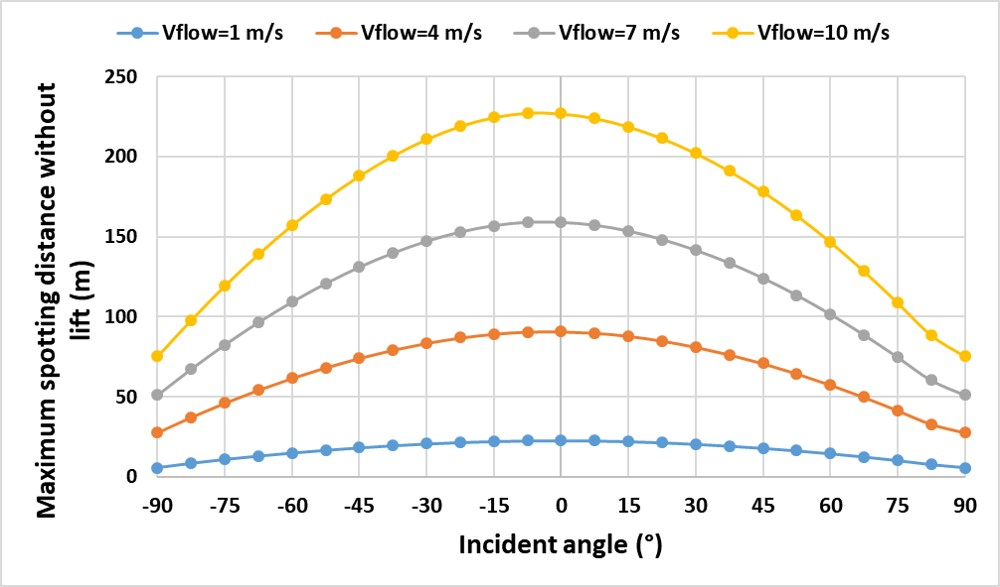 Vflow=1 m/s Vflow=4 m/s Vflow=7 m/s Vflow=10 m/s
Maximum spotting distance without
lift (m)
250
200
150
100
50
0
-90 -75 -60 -45 -30 -15 0 15 30 45 60 75 90
Incident angle (°)